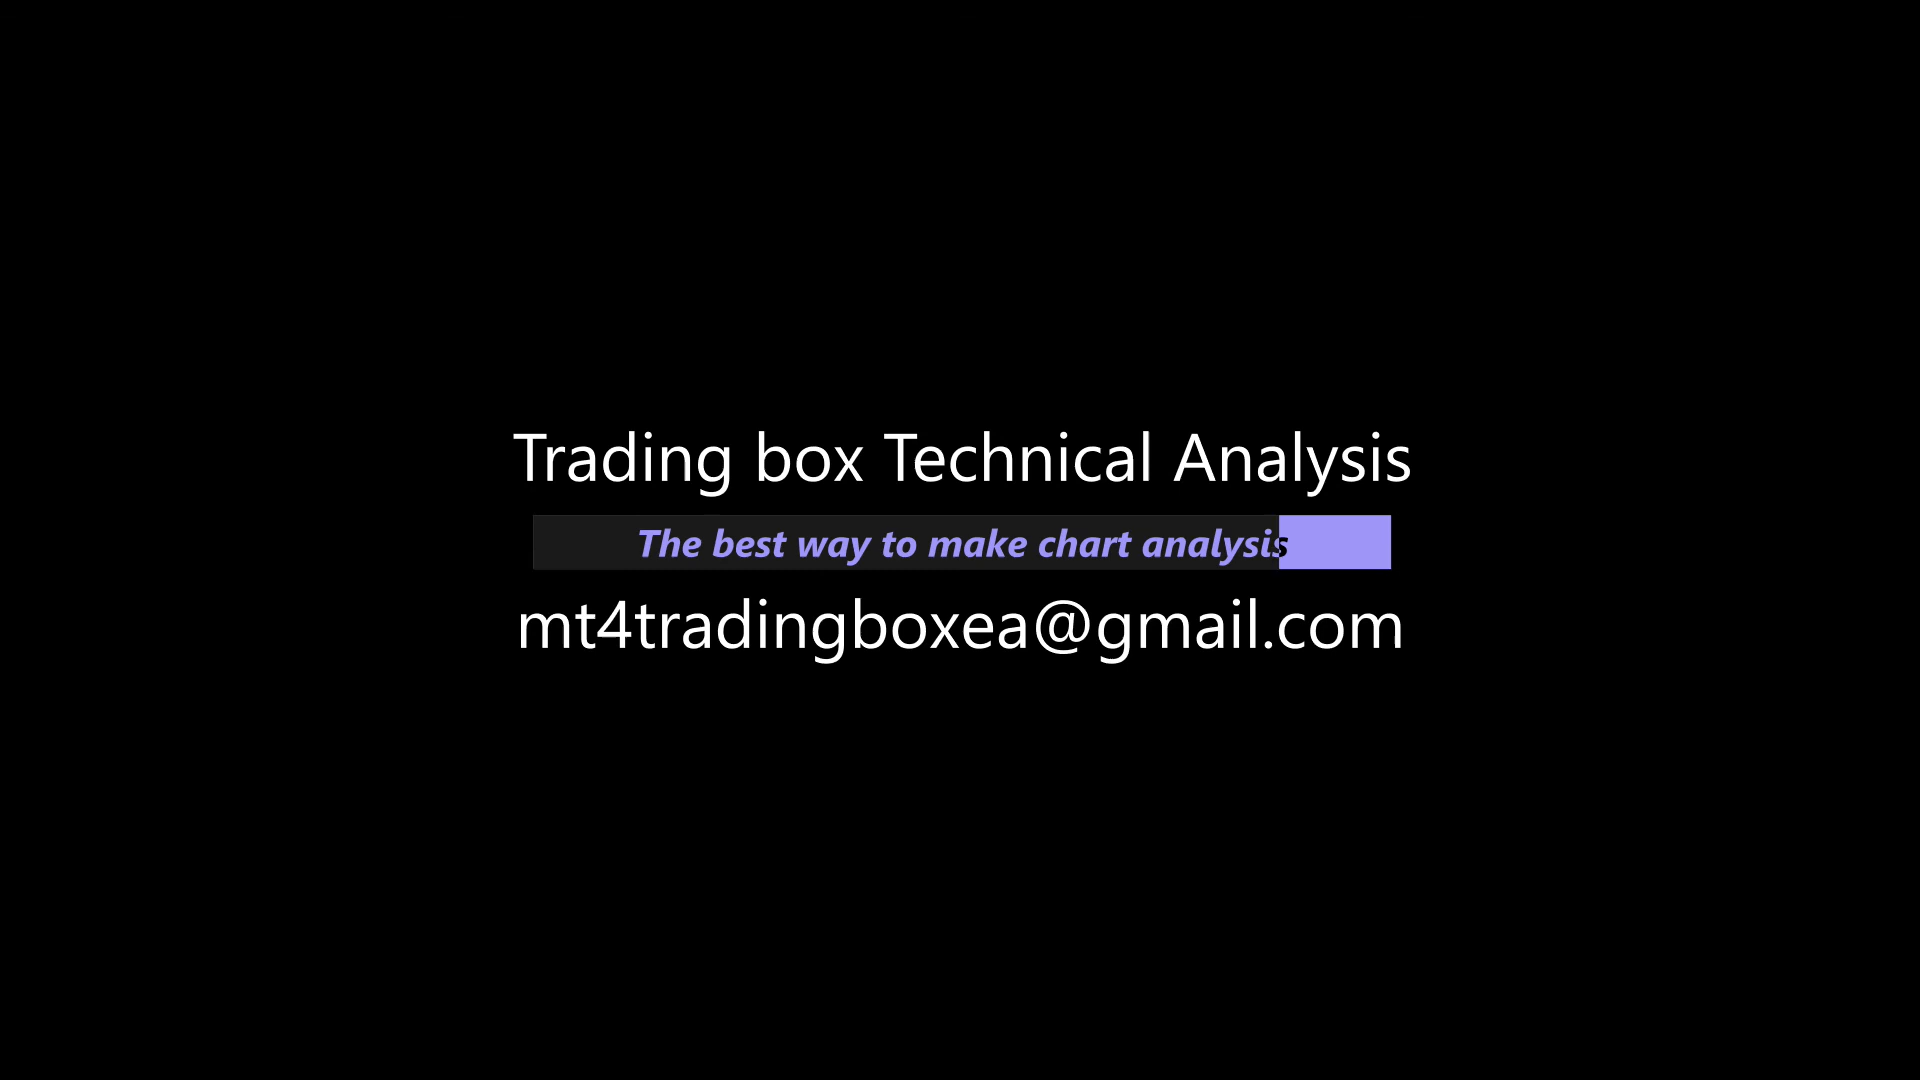 Trading box Technical Analysis
The best way to make chart analysis
mt4tradingboxea@gmail.com